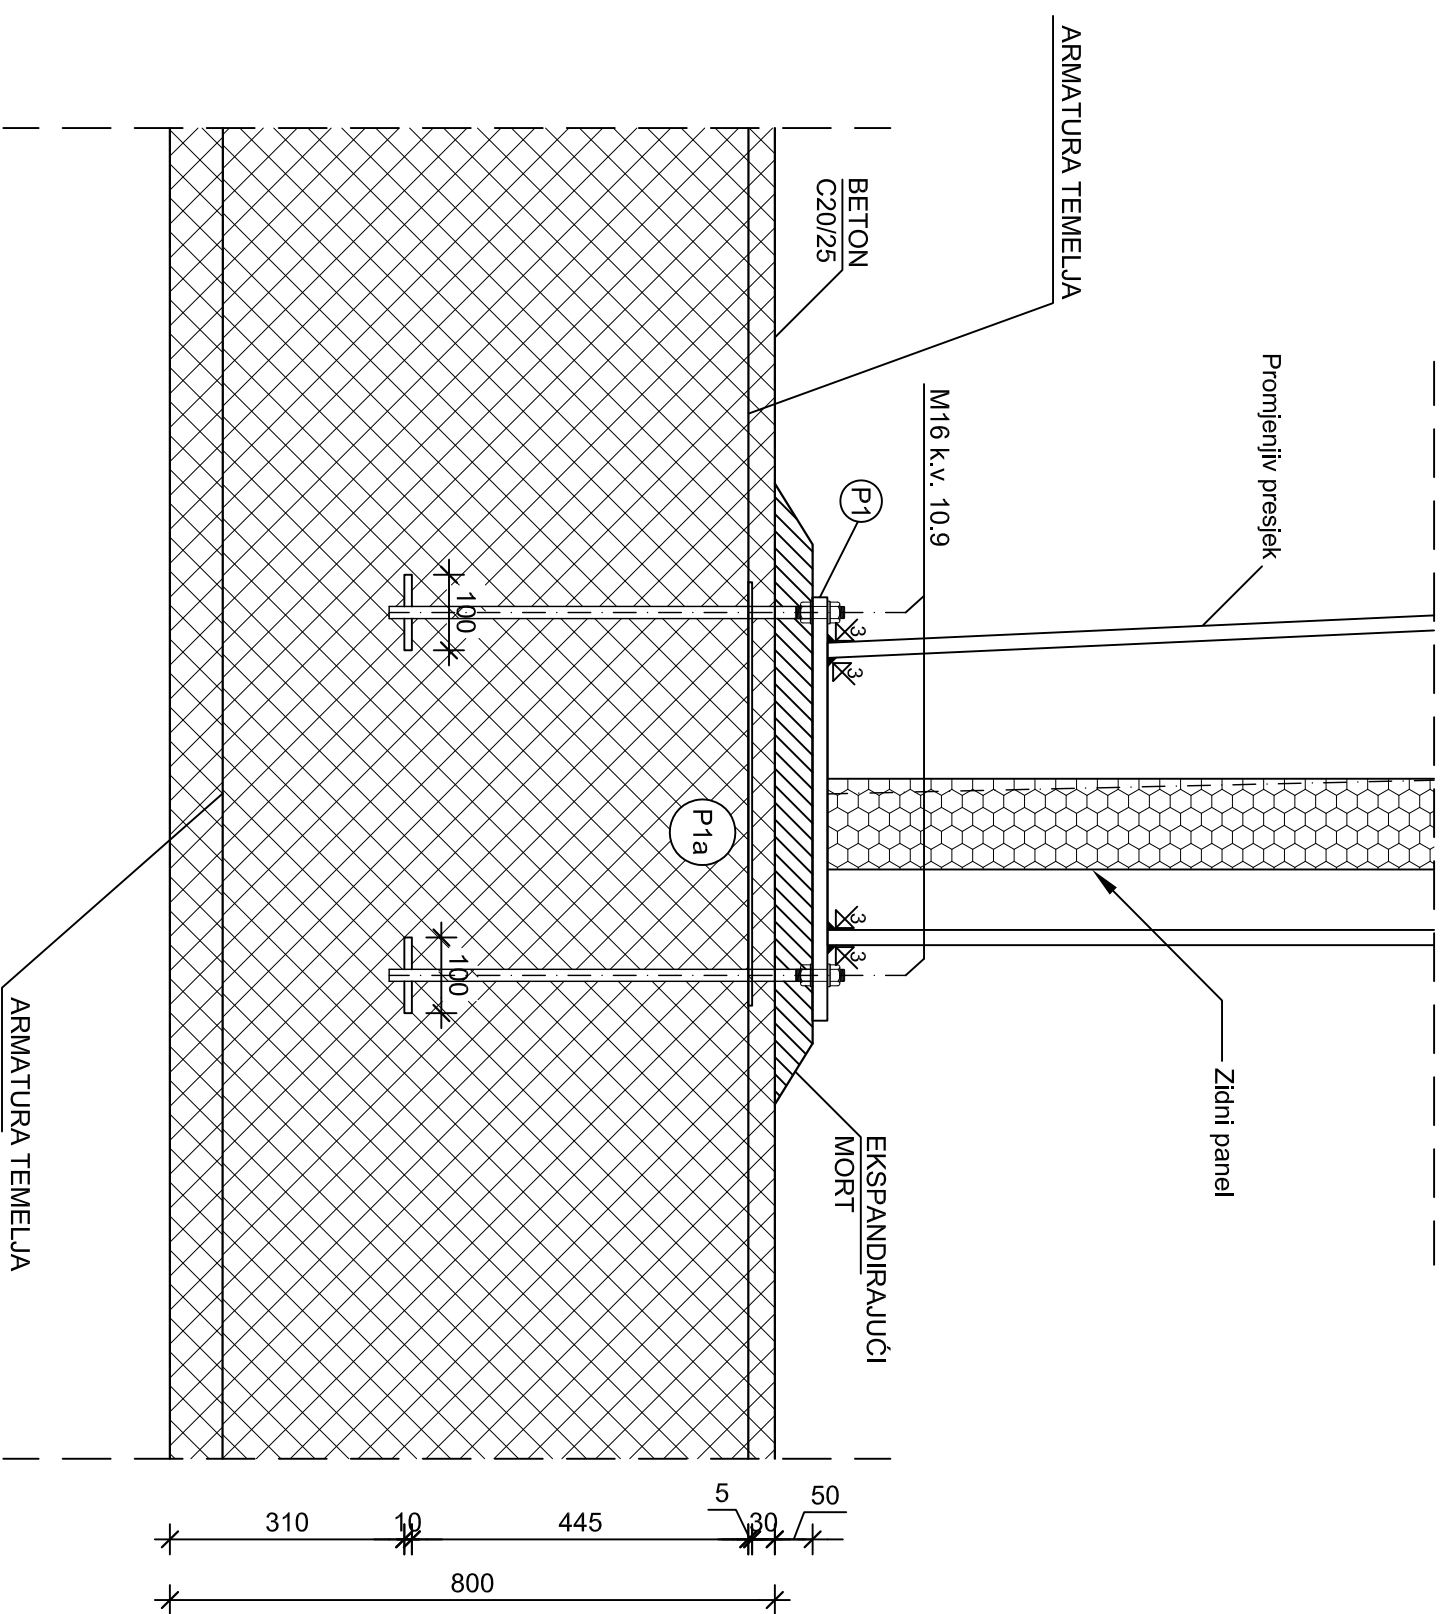 ARMATURA TEMELJA
BETON
C20/25
Promjenjiv presjek
M16 k.v. 10.9
P1
3
3
100
P1a
3
3
100
Zidni panel
EKSPANDIRAJUĆI
MORT
ARMATURA TEMELJA
310
10
445
5
30
50
800